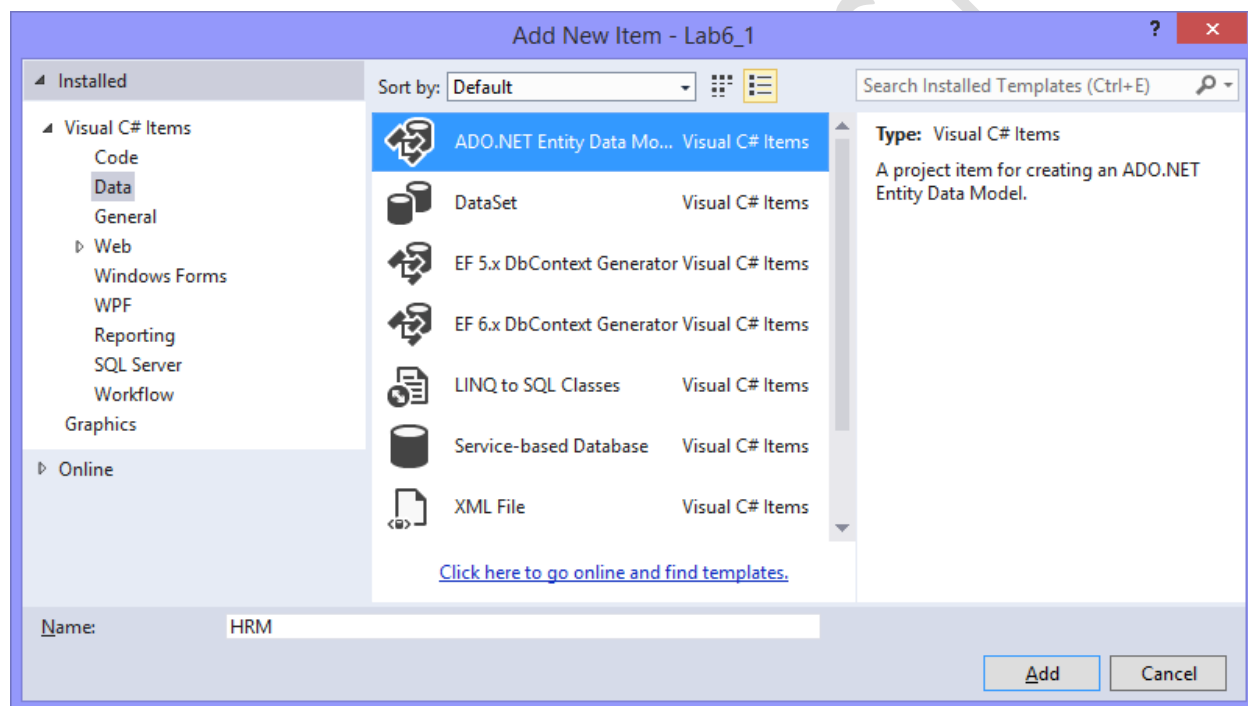 Add New Item - Lab6_1
?
Installed
Sort by: Default
Search Installed Templates (Ctrl+E)
Visual C# Items
Code
Data
General
Web
Windows Forms
WPF
Reporting
SQL Server
Workflow
Graphics
Online
ADO.NET Entity Data Mo... Visual C# Items
DataSet Visual C# Items
EF 5.x DbContext Generator Visual C# Items
EF 6.x DbContext Generator Visual C# Items
LINQ to SQL Classes Visual C# Items
Service-based Database Visual C# Items
XML File Visual C# Items
Click here to go online and find templates.
Type: Visual C# Items
A project item for creating an ADO.NET
Entity Data Model.
Name: HRM
Add Cancel